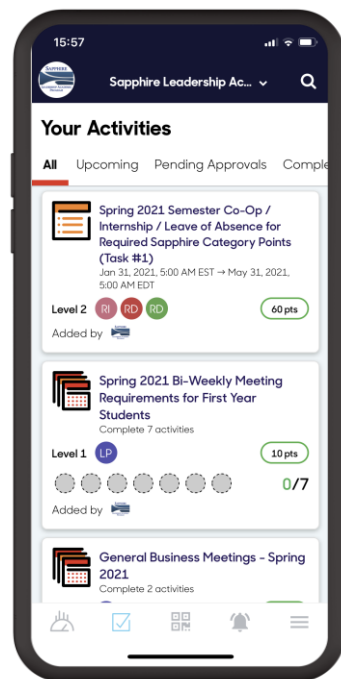 15:57
SAPPHIRE
Sapphire Leadership Ac...
Your Activities
All Upcoming Pending Approvals Comple
Spring 2021 Semester Co-Op /
Internship / Leave of Absence for
Required Sapphire Category Points
(Task #1)
Jan 31, 2021, 5:00 AM EST → May 31, 2021,
5:00 AM EDT
Level 2 RI RD RD 60 pts
Added by
Spring 2021 Bi-Weekly Meeting
Requirements for First Year
Students
Complete 7 activities
Level 1 LP 10 pts
0/7
Added by
General Business Meetings - Spring
2021
Complete 2 activities